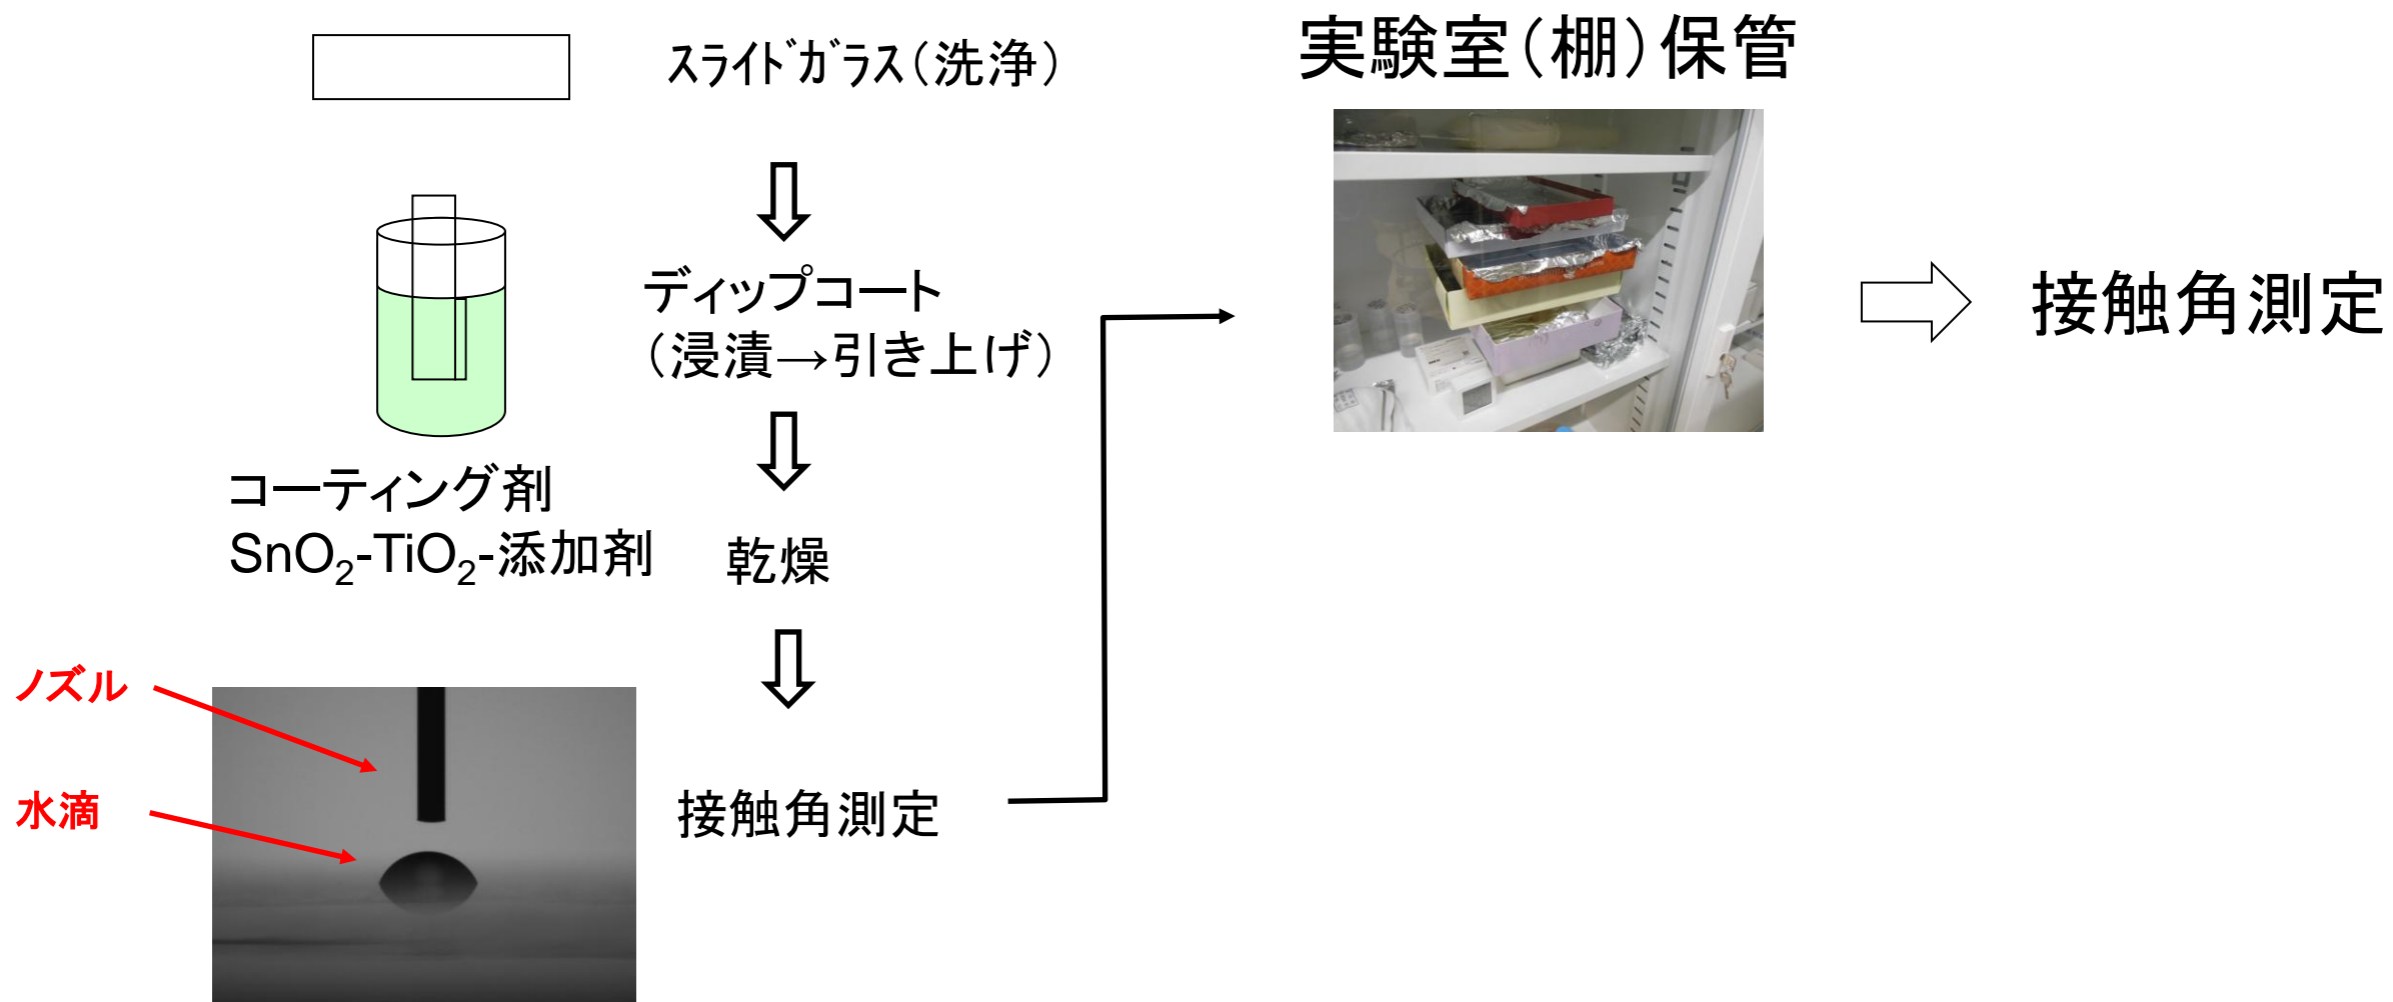 ｽﾗｲﾄﾞｶﾞﾗｽ（洗浄）
ディップコート
（浸漬→引き上げ）
コーティング剤
SnO₂-TiO₂-添加剤
乾燥
ノズル
水滴
接触角測定
実験室（棚）保管
接触角測定